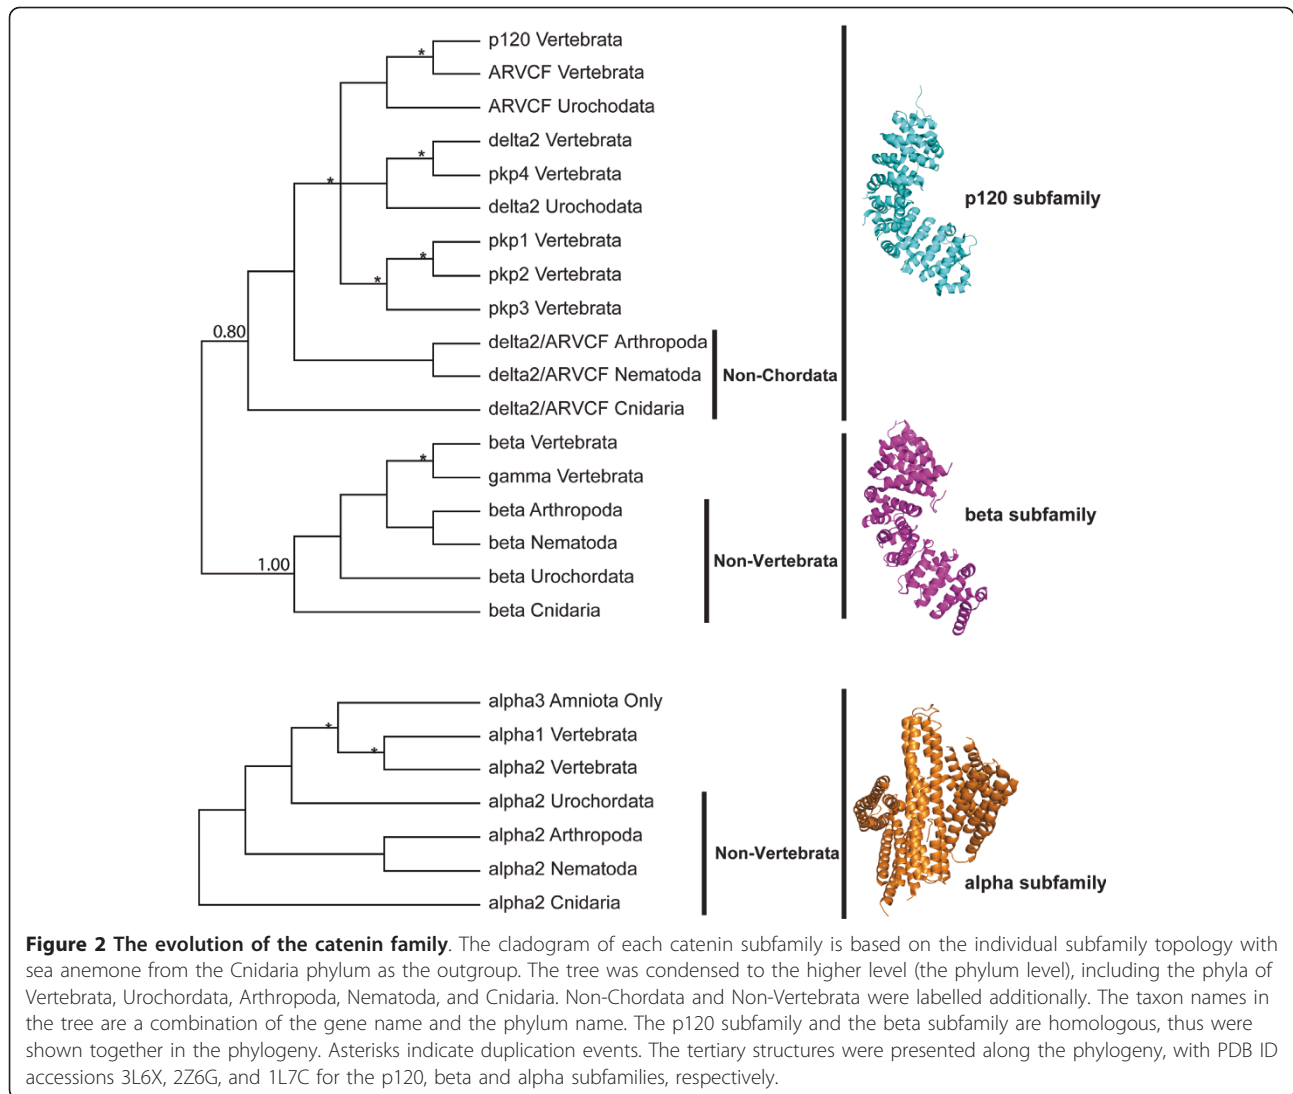 p120 Vertebrata
*
ARVCF Vertebrata
ARVCF Urochodata
delta2 Vertebrata
*
pkp4 Vertebrata
*
delta2 Urochodata
p120 subfamily
pkp1 Vertebrata
*
pkp2 Vertebrata
*
pkp3 Vertebrata
0.80
delta2/ARVCF Arthropoda
delta2/ARVCF Nematoda
Non-Chordata
delta2/ARVCF Cnidaria
beta Vertebrata
*
gamma Vertebrata
beta Arthropoda
beta subfamily
beta Nematoda
1.00
Non-Vertebrata
beta Urochordata
beta Cnidaria
alpha3 Amniota Only
*
alpha1 Vertebrata
*
alpha2 Vertebrata
alpha2 Urochordata
alpha2 Arthropoda
Non-Vertebrata
alpha2 Nematoda
alpha subfamily
alpha2 Cnidaria
Figure 2 The evolution of the catenin family. The cladogram of each catenin subfamily is based on the individual subfamily topology with
sea anemone from the Cnidaria phylum as the outgroup. The tree was condensed to the higher level (the phylum level), including the phyla of
Vertebrata, Urochordata, Arthropoda, Nematoda, and Cnidaria. Non-Chordata and Non-Vertebrata were labelled additionally. The taxon names in
the tree are a combination of the gene name and the phylum name. The p120 subfamily and the beta subfamily are homologous, thus were
shown together in the phylogeny. Asterisks indicate duplication events. The tertiary structures were presented along the phylogeny, with PDB ID
accessions 3L6X, 2Z6G, and 1L7C for the p120, beta and alpha subfamilies, respectively.